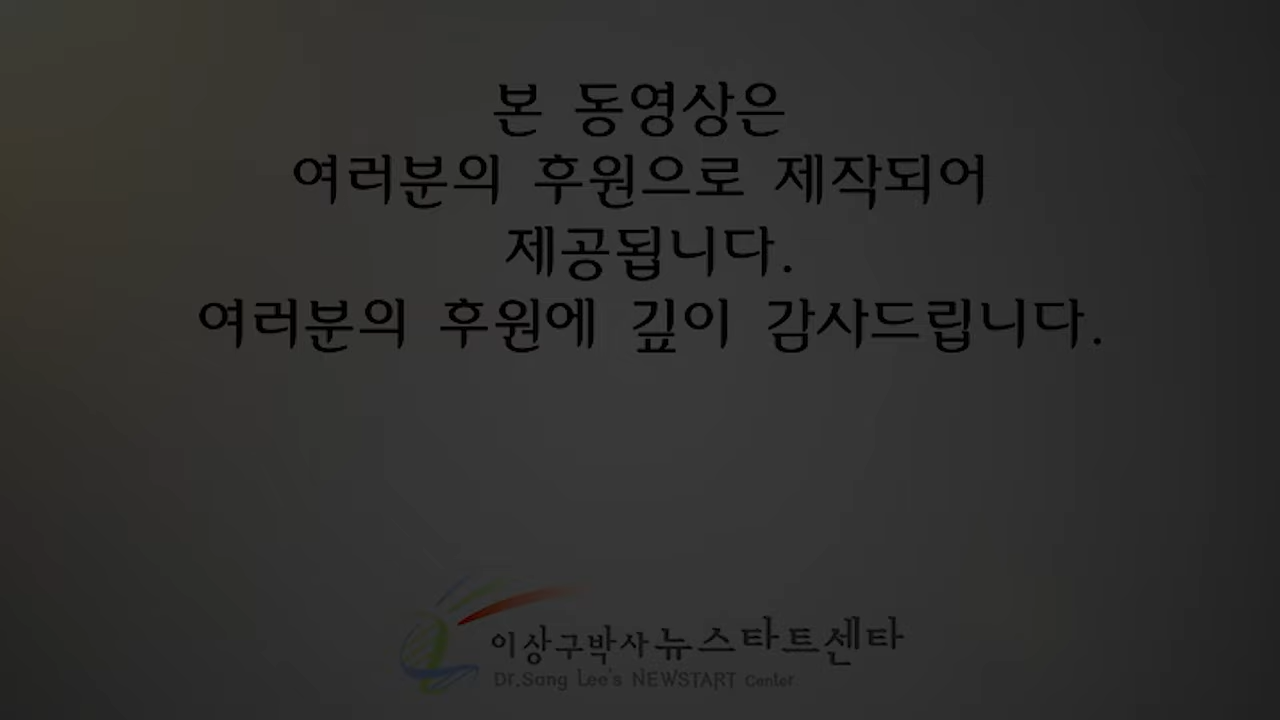 본 동영상은
여러분의 후원으로 제작되어
제공됩니다.
여러분의 후원에 깊이 감사드립니다.
이상구박사 뉴스타트센타
Dr.Sang Lee's NEWSTART Center